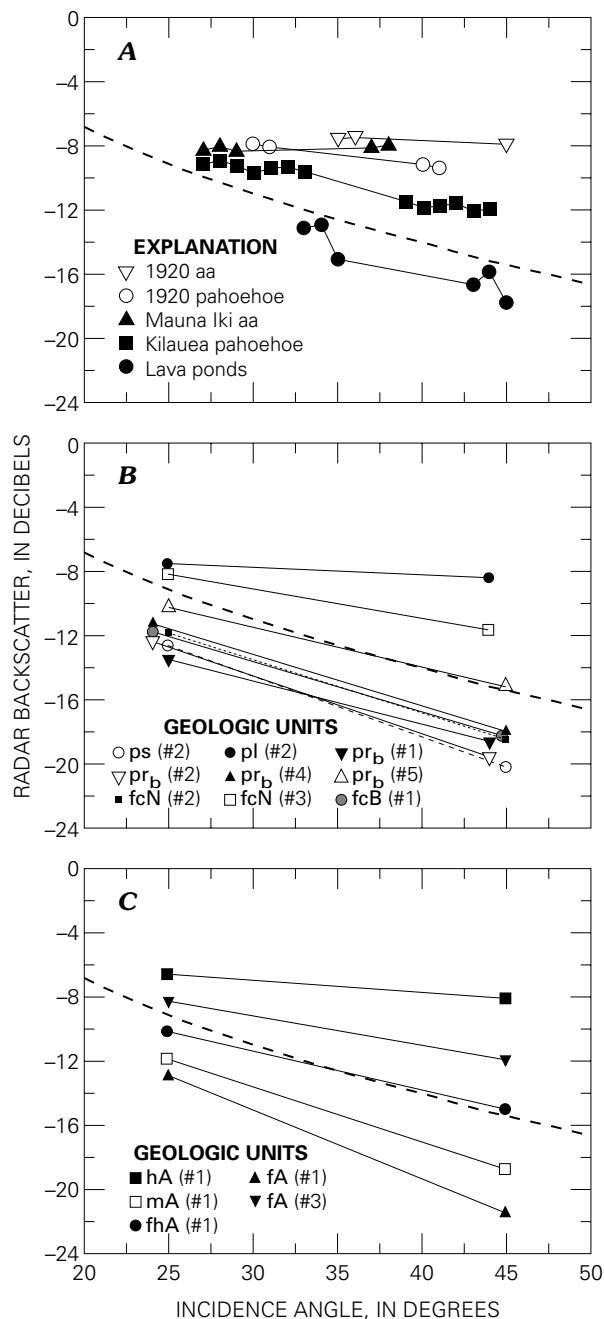 RADAR BACKSCATTER, IN DECIBELS
A
0
−4
−8
−12
−16
−20
−24
EXPLANATION
1920 aa
1920 pahoehoe
Mauna Iki aa
Kilauea pahoehoe
Lava ponds
B
0
−4
−8
−12
−16
−20
−24
GEOLOGIC UNITS
ps (#2) pl (#2) prb (#1)
prb (#2) prb (#4) prb (#5)
fcN (#2) fcN (#3) fcB (#1)
C
0
−4
−8
−12
−16
−20
−24
GEOLOGIC UNITS
hA (#1) fA (#1)
mA (#1) fA (#3)
fhA (#1)
20 25 30 35 40 45 50
INCIDENCE ANGLE, IN DEGREES